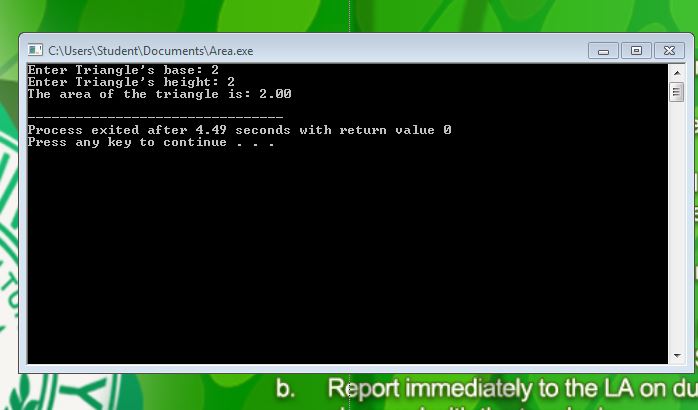 C:\Users\Student\Documents\Area.exe
Enter Triangle's base: 2
Enter Triangle's height: 2
The area of the triangle is: 2.00
--------------------------------
Process exited after 4.49 seconds with return value 0
Press any key to continue . . .
b. Report immediately to the LA on du